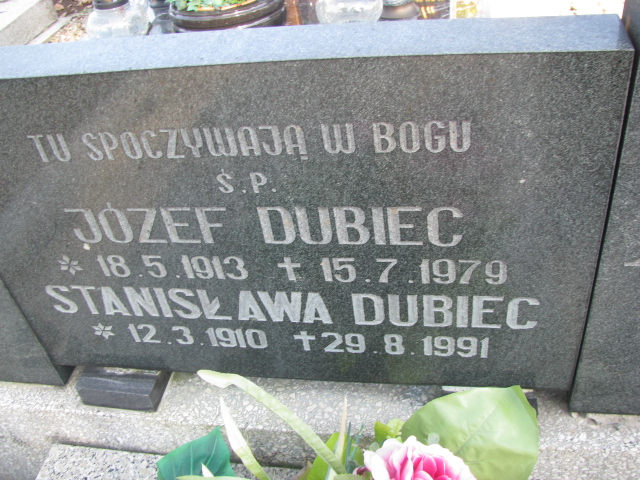 TU SPOCZYWAJĄ W BOGU
Ś.P.
JÓZEF DUBIEC
* 18.5.1913 ✝ 15.7.1979
STANISŁAWA DUBIEC
* 12.3.1910 ✝ 29.8.1991